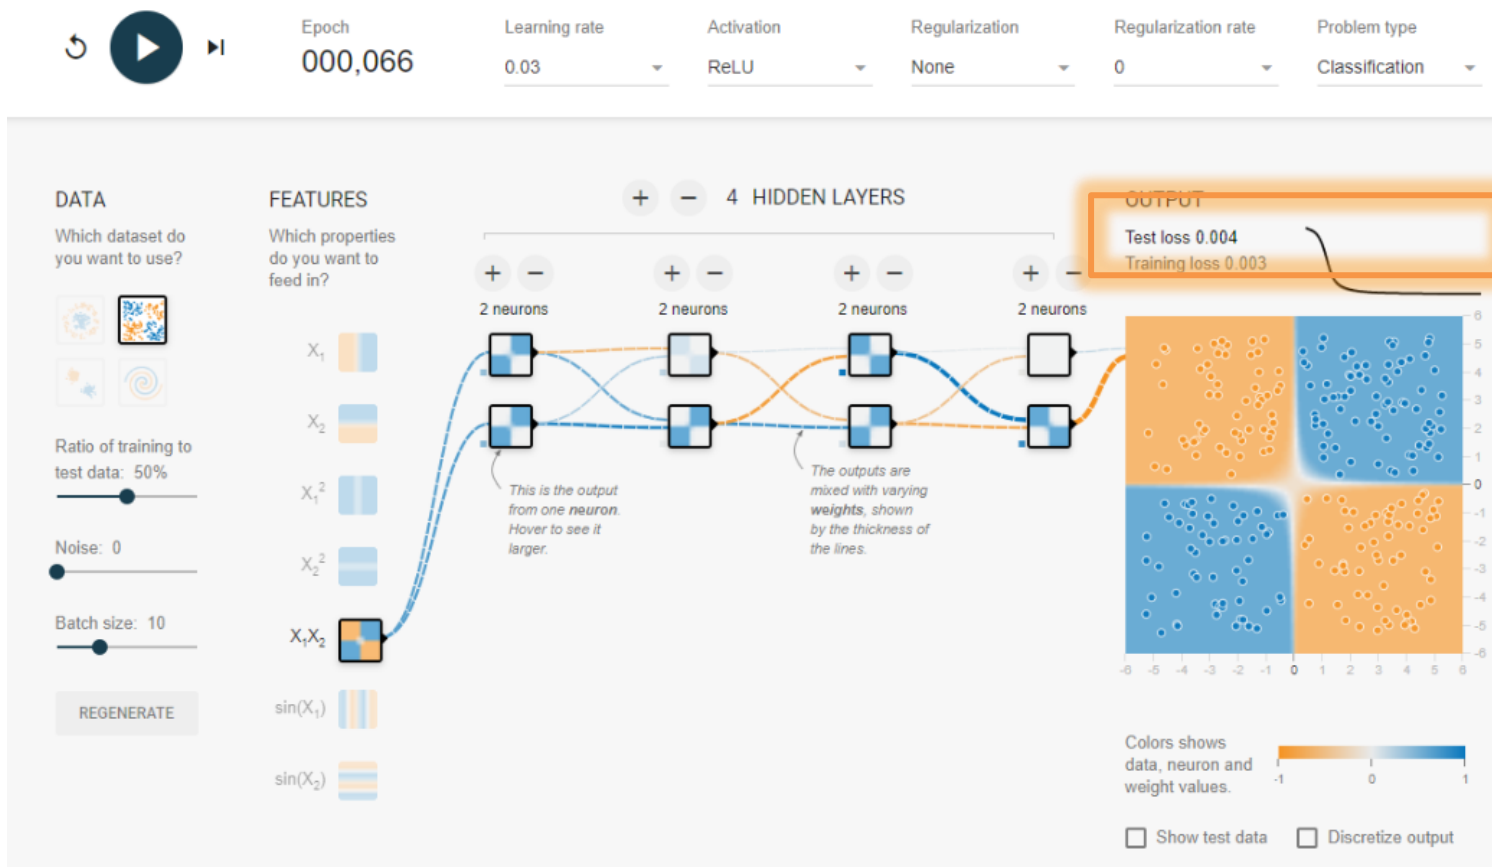 Epoch
000,066
Learning rate
0.03
Activation
ReLU
Regularization
None
Regularization rate
0
Problem type
Classification
DATA
Which dataset do
you want to use?
Ratio of training to
test data: 50%
Noise: 0
Batch size: 10
REGENERATE
FEATURES
Which properties
do you want to
feed in?
X₁
X₂
X₁²
X₂²
X₁X₂
sin(X₁)
sin(X₂)
+ − 4 HIDDEN LAYERS
+ −
2 neurons
+ −
2 neurons
+ −
2 neurons
+ −
2 neurons
This is the output
from one neuron.
Hover to see it
larger.
The outputs are
mixed with varying
weights, shown
by the thickness of
the lines.
OUTPUT
Test loss 0.004
Training loss 0.003
6
5
4
3
2
1
0
-1
-2
-3
-4
-5
-6
-6 -5 -4 -3 -2 -1 0 1 2 3 4 5 6
Colors shows
data, neuron and
weight values.
-1 0 1
Show test data
Discretize output